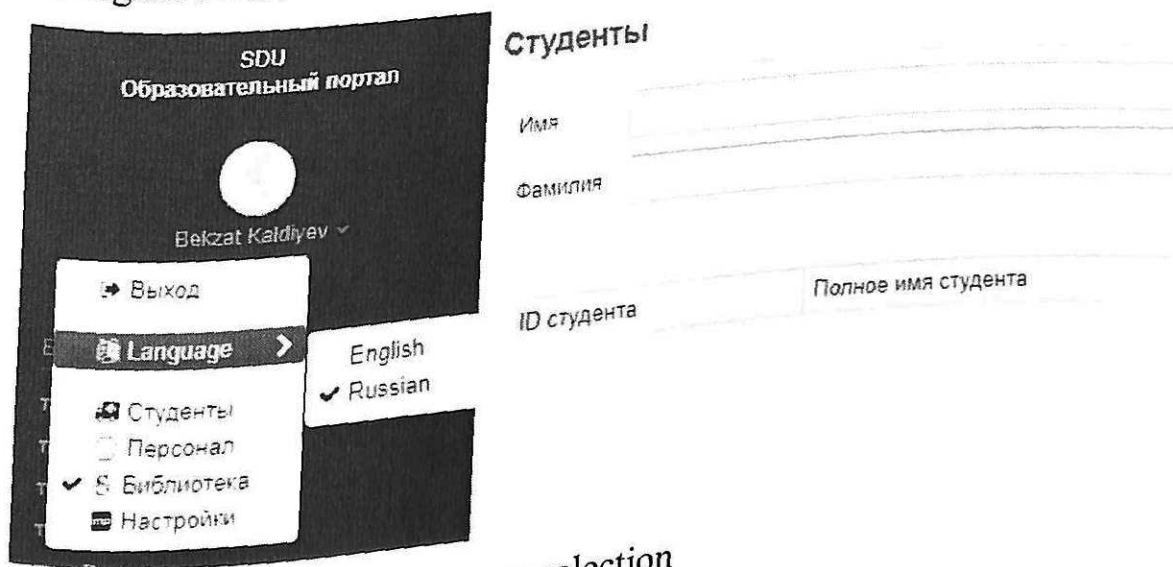 SDU
Образовательный портал
Bekzat Kaldiyev
Выход
Language
English
Russian
Студенты
Персонал
Библиотека
Настройки
Студенты
Имя
Фамилия
ID студента
Полное имя студента
selection